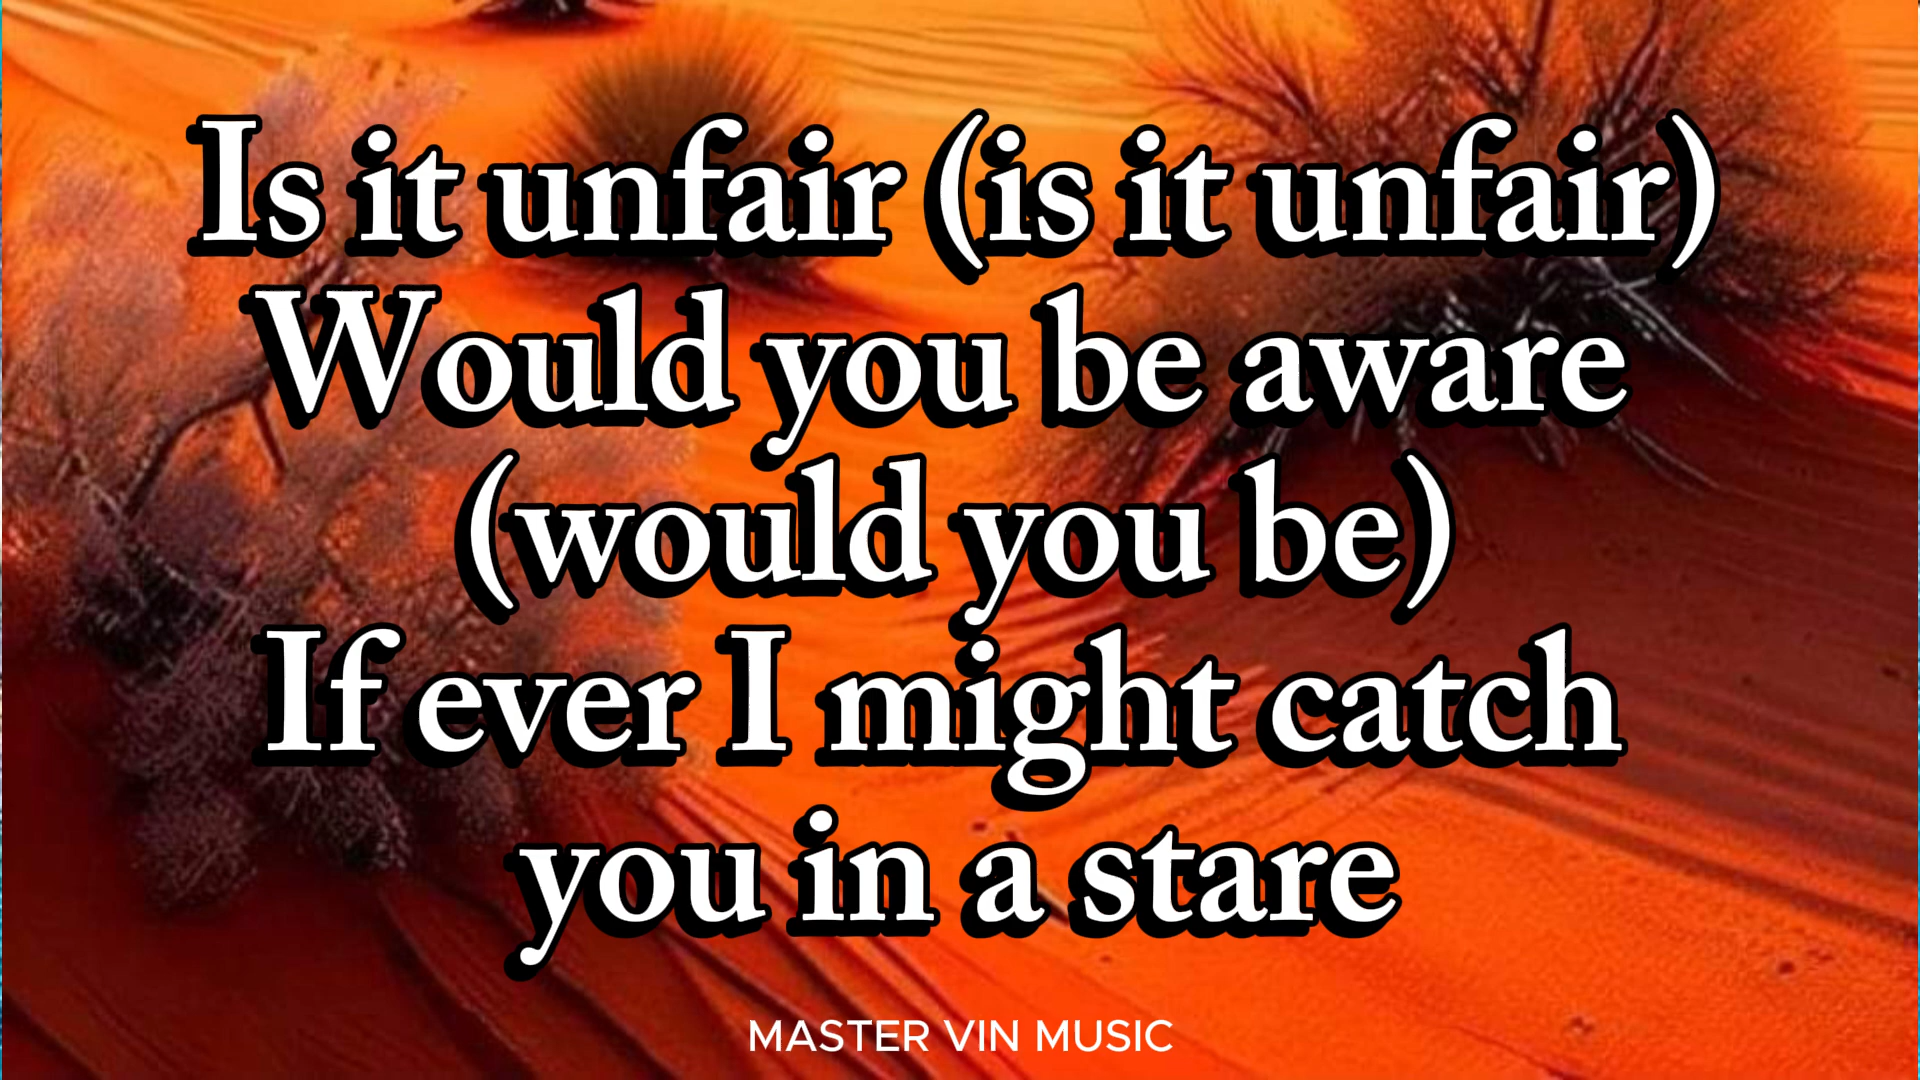 Is it unfair (is it unfair)
Would you be aware
(would you be)
If ever I might catch
you in a stare
MASTER VIN MUSIC